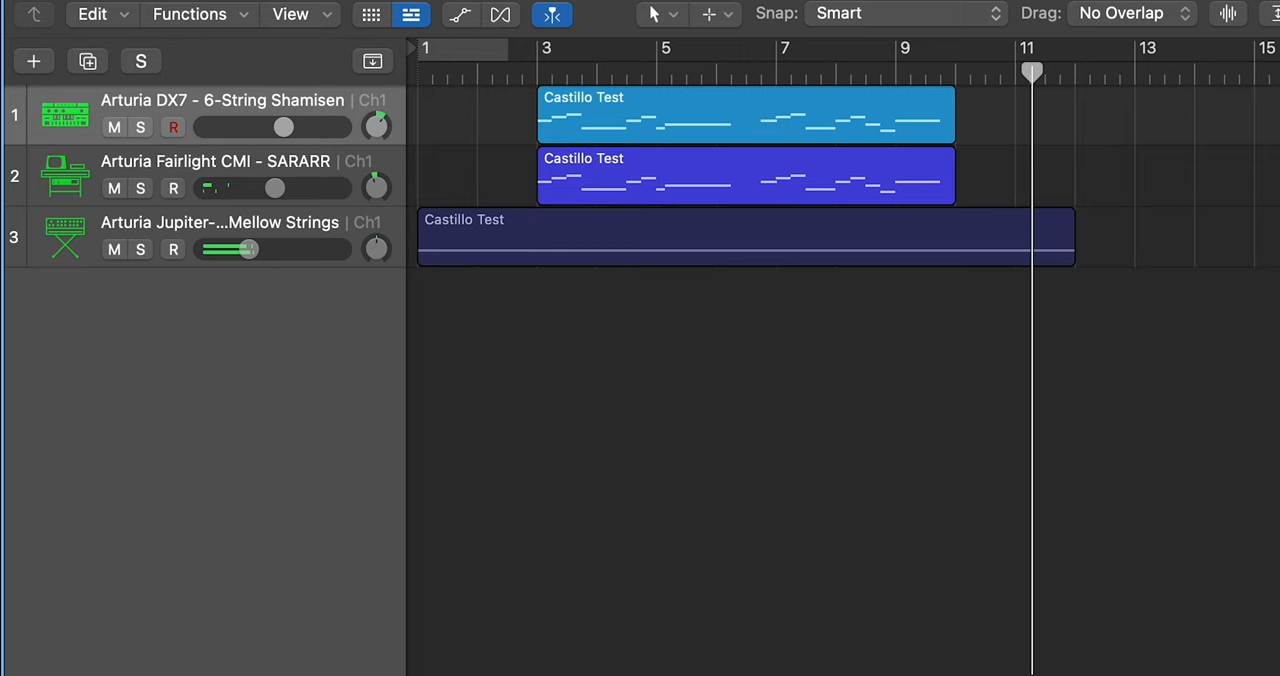 Edit Functions View Snap: Smart Drag: No Overlap
S 1 3 5 7 9 11 13 15
1 Arturia DX7 - 6-String Shamisen | Ch1
M S R
Castillo Test
2 Arturia Fairlight CMI - SARARR | Ch1
M S R
Castillo Test
3 Arturia Jupiter-...Mellow Strings | Ch1
M S R
Castillo Test